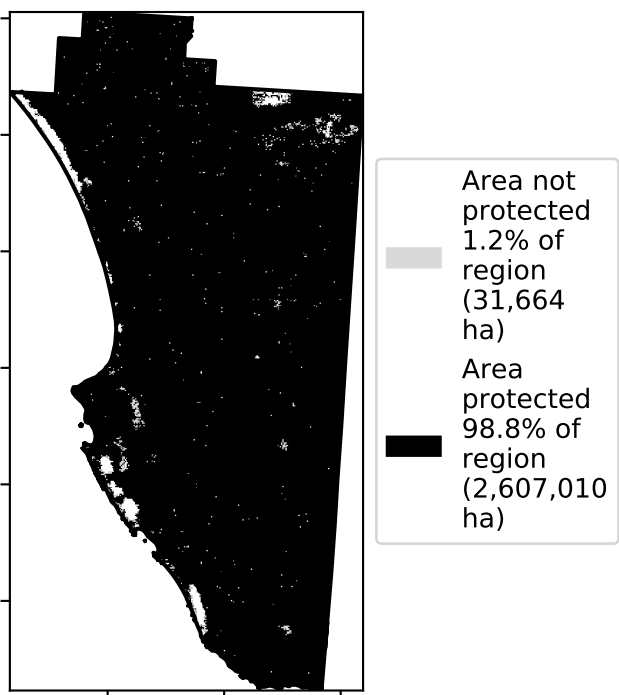 Area not
protected
1.2% of
region
(31,664
ha)
Area
protected
98.8% of
region
(2,607,010
ha)